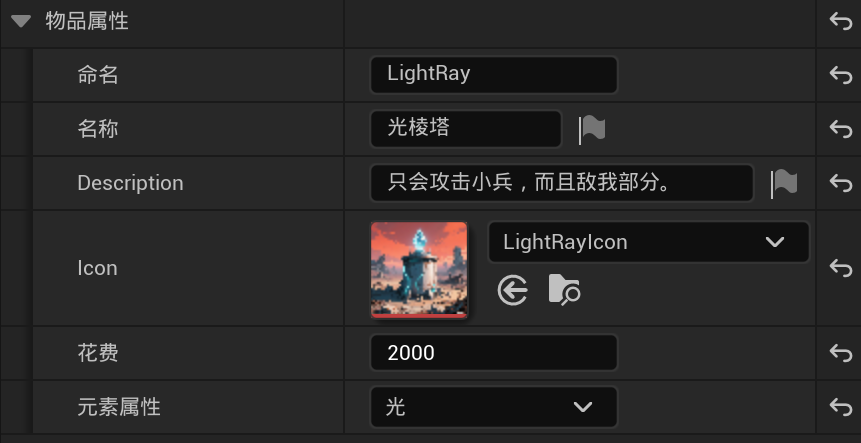 物品属性
命名 LightRay
名称 光棱塔
Description 只会攻击小兵，而且敌我部分。
Icon LightRayIcon
花费 2000
元素属性 光